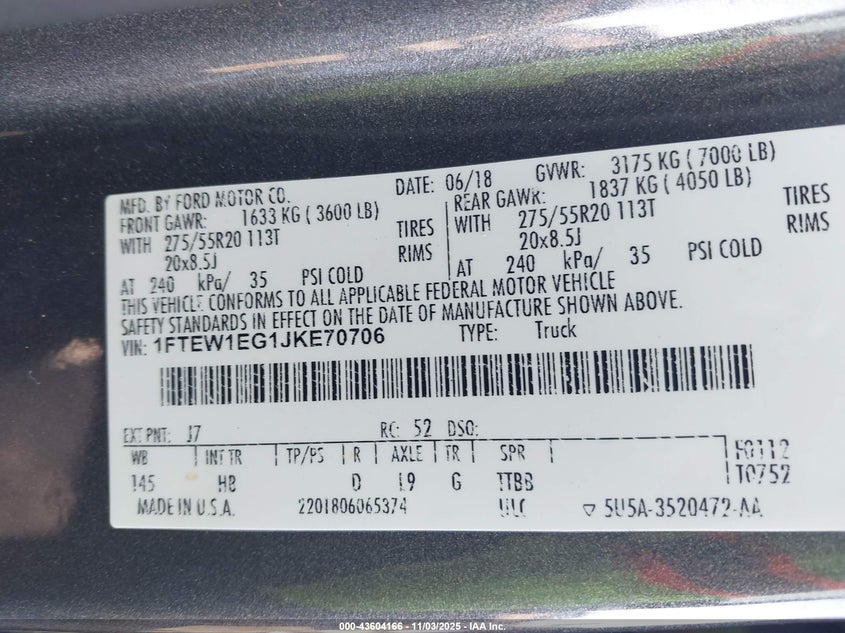 MFD. BY FORD MOTOR CO. DATE: 06/18 GVWR: 3175 KG ( 7000 LB)
FRONT GAWR: 1633 KG ( 3600 LB) REAR GAWR: 1837 KG ( 4050 LB)
WITH 275/55R20 113T TIRES WITH 275/55R20 113T TIRES
20x8.5J RIMS 20x8.5J RIMS
AT 240 kPa/ 35 PSI COLD AT 240 kPa/ 35 PSI COLD
THIS VEHICLE CONFORMS TO ALL APPLICABLE FEDERAL MOTOR VEHICLE
SAFETY STANDARDS IN EFFECT ON THE DATE OF MANUFACTURE SHOWN ABOVE.
VIN: 1FTEW1EG1JKE70706 TYPE: Truck
EXT PNT: J7 RC: 52 DSO:
WB | INT TR | TP/PS | R | AXLE | TR | SPR | F0112
145 HB D L9 G TTBB T0752
MADE IN U.S.A. 2201806065374 ULC ▽ 5U5A-3520472-AA
000-43604166 - 11/03/2025 - IAA Inc.